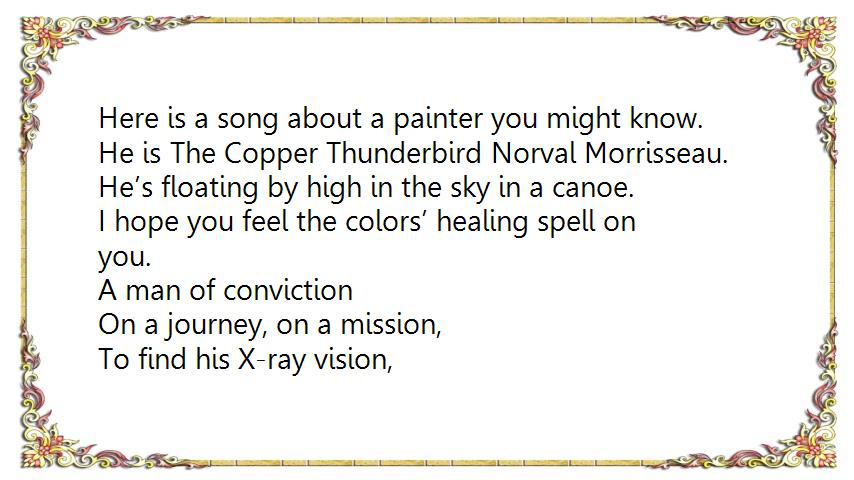 Here is a song about a painter you might know.
He is The Copper Thunderbird Norval Morrisseau.
He’s floating by high in the sky in a canoe.
I hope you feel the colors’ healing spell on
you.
A man of conviction
On a journey, on a mission,
To find his X-ray vision,